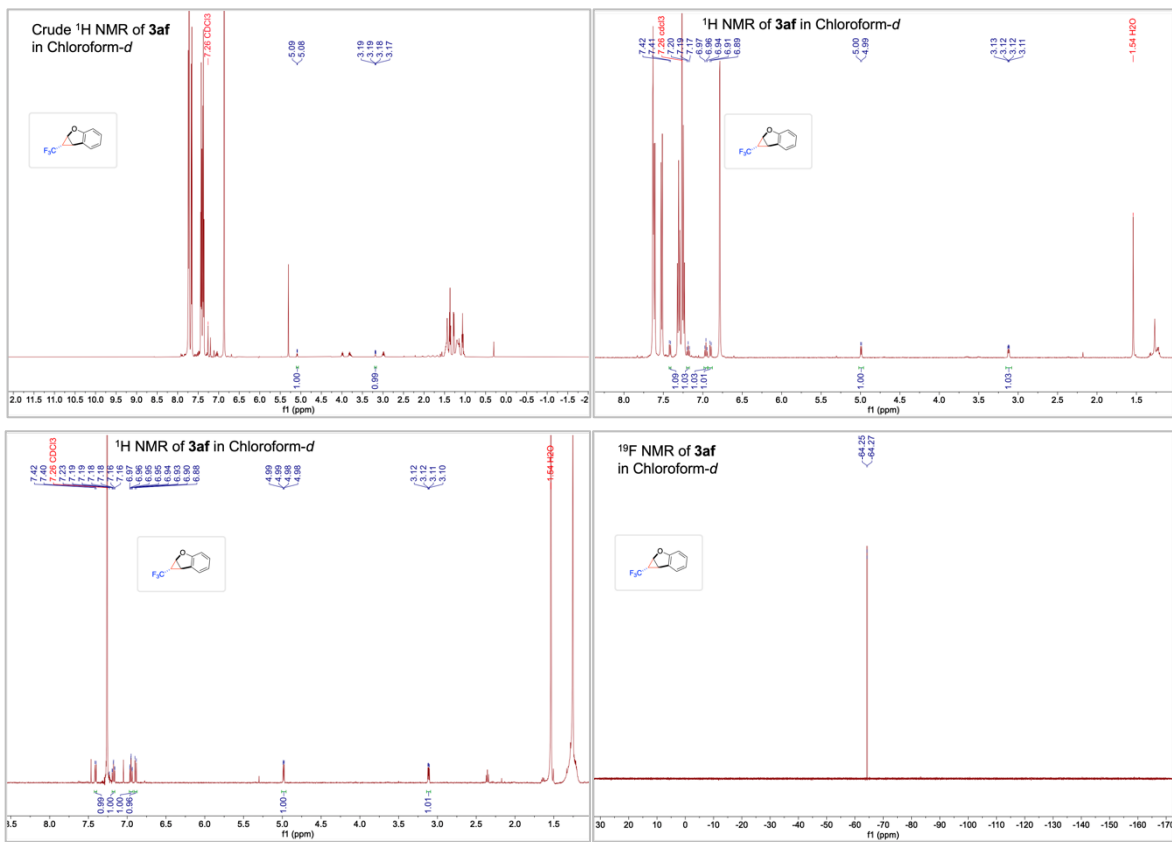 Crude ¹H NMR of 3af
in Chloroform-d
7.26 CDCl3
5.09
5.08
3.19
3.19
3.18
3.17
O
F₃C
1.00
0.99
12.0 11.5 11.0 10.5 10.0 9.5 9.0 8.5 8.0 7.5 7.0 6.5 6.0 5.5 5.0 4.5 4.0 3.5 3.0 2.5 2.0 1.5 1.0 0.5 0.0 -0.5 -1.0 -1.5 -2
f1 (ppm)
¹H NMR of 3af
in Chloroform-d
7.42
7.41
7.26 cdcl3
7.20
7.19
7.17
6.97
6.96
6.94
6.91
6.89
5.00
4.99
3.13
3.12
3.12
3.11
1.54 H2O
O
F₃C
1.09
1.03
1.03
1.01
1.00
1.03
8.0 7.5 7.0 6.5 6.0 5.5 5.0 4.5 4.0 3.5 3.0 2.5 2.0 1.5 1.0
f1 (ppm)
¹H NMR of 3af in Chloroform-d
7.42
7.40
7.26 CDCl3
7.23
7.19
7.19
7.18
7.18
7.16
7.16
6.97
6.96
6.95
6.95
6.94
6.93
6.90
6.88
4.99
4.99
4.98
4.98
3.12
3.12
3.11
3.10
1.54 H2O
O
F₃C
0.99
1.00
1.00
0.96
1.00
1.01
8.5 8.0 7.5 7.0 6.5 6.0 5.5 5.0 4.5 4.0 3.5 3.0 2.5 2.0 1.5 1.0
f1 (ppm)
¹⁹F NMR of 3af
in Chloroform-d
-64.25
-64.27
O
F₃C
30 20 10 0 -10 -20 -30 -40 -50 -60 -70 -80 -90 -100 -110 -120 -130 -140 -150 -160 -170
f1 (ppm)